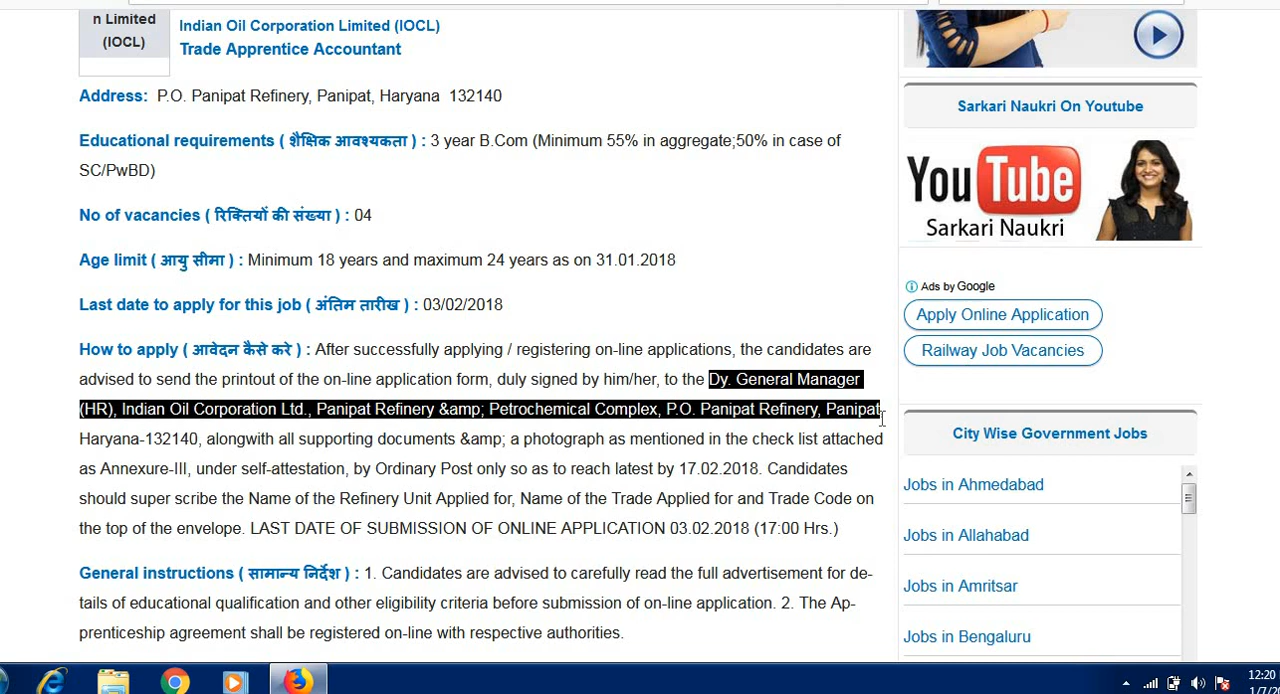 n Limited
(IOCL)
Indian Oil Corporation Limited (IOCL)
Trade Apprentice Accountant
Address: P.O. Panipat Refinery, Panipat, Haryana 132140
Educational requirements ( शैक्षिक आवश्यकता ) : 3 year B.Com (Minimum 55% in aggregate;50% in case of
SC/PwBD)
No of vacancies ( रिक्तियों की संख्या ) : 04
Age limit ( आयु सीमा ) : Minimum 18 years and maximum 24 years as on 31.01.2018
Last date to apply for this job ( अंतिम तारीख ) : 03/02/2018
How to apply ( आवेदन कैसे करे ) : After successfully applying / registering on-line applications, the candidates are
advised to send the printout of the on-line application form, duly signed by him/her, to the Dy. General Manager
(HR), Indian Oil Corporation Ltd., Panipat Refinery &amp; Petrochemical Complex, P.O. Panipat Refinery, Panipat,
Haryana-132140, alongwith all supporting documents &amp; a photograph as mentioned in the check list attached
as Annexure-III, under self-attestation, by Ordinary Post only so as to reach latest by 17.02.2018. Candidates
should super scribe the Name of the Refinery Unit Applied for, Name of the Trade Applied for and Trade Code on
the top of the envelope. LAST DATE OF SUBMISSION OF ONLINE APPLICATION 03.02.2018 (17:00 Hrs.)
General instructions ( सामान्य निर्देश ) : 1. Candidates are advised to carefully read the full advertisement for de-
tails of educational qualification and other eligibility criteria before submission of on-line application. 2. The Ap-
prenticeship agreement shall be registered on-line with respective authorities.
Sarkari Naukri On Youtube
You Tube
Sarkari Naukri
Ads by Google
Apply Online Application
Railway Job Vacancies
City Wise Government Jobs
Jobs in Ahmedabad
Jobs in Allahabad
Jobs in Amritsar
Jobs in Bengaluru
12:20